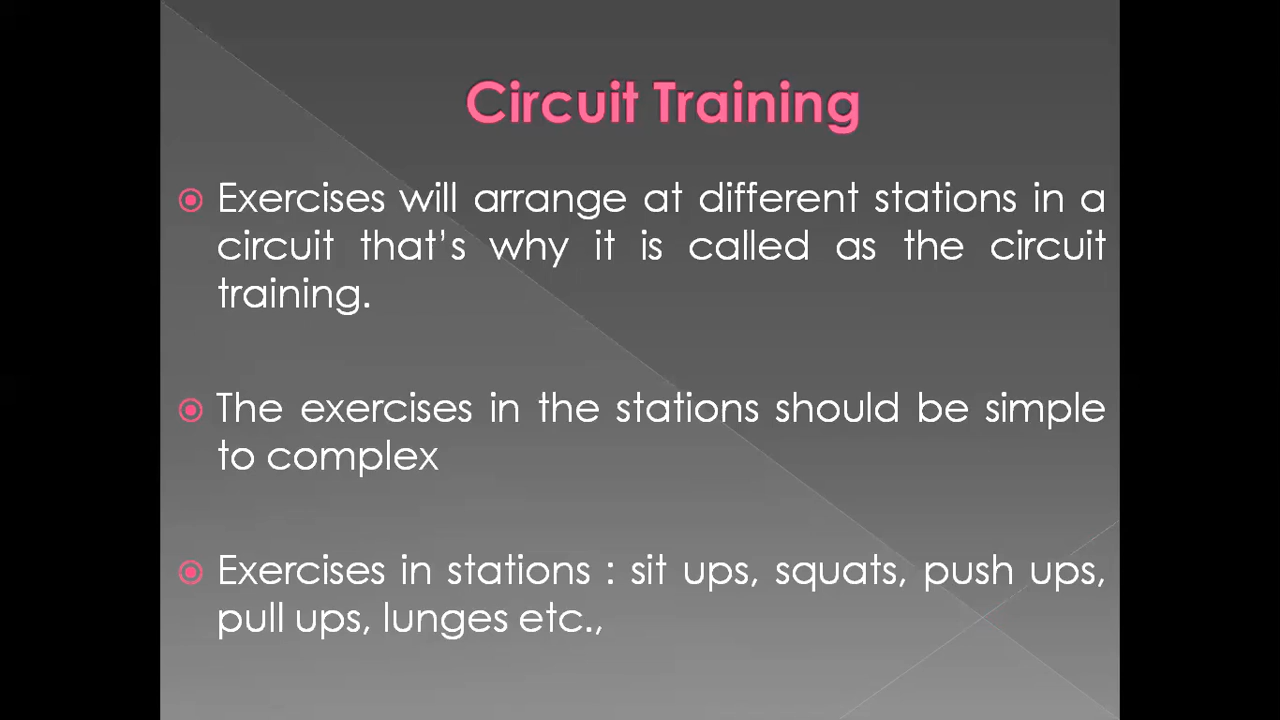 Circuit Training
Exercises will arrange at different stations in a
circuit that's why it is called as the circuit
training.
The exercises in the stations should be simple
to complex
Exercises in stations : sit ups, squats, push ups,
pull ups, lunges etc.,